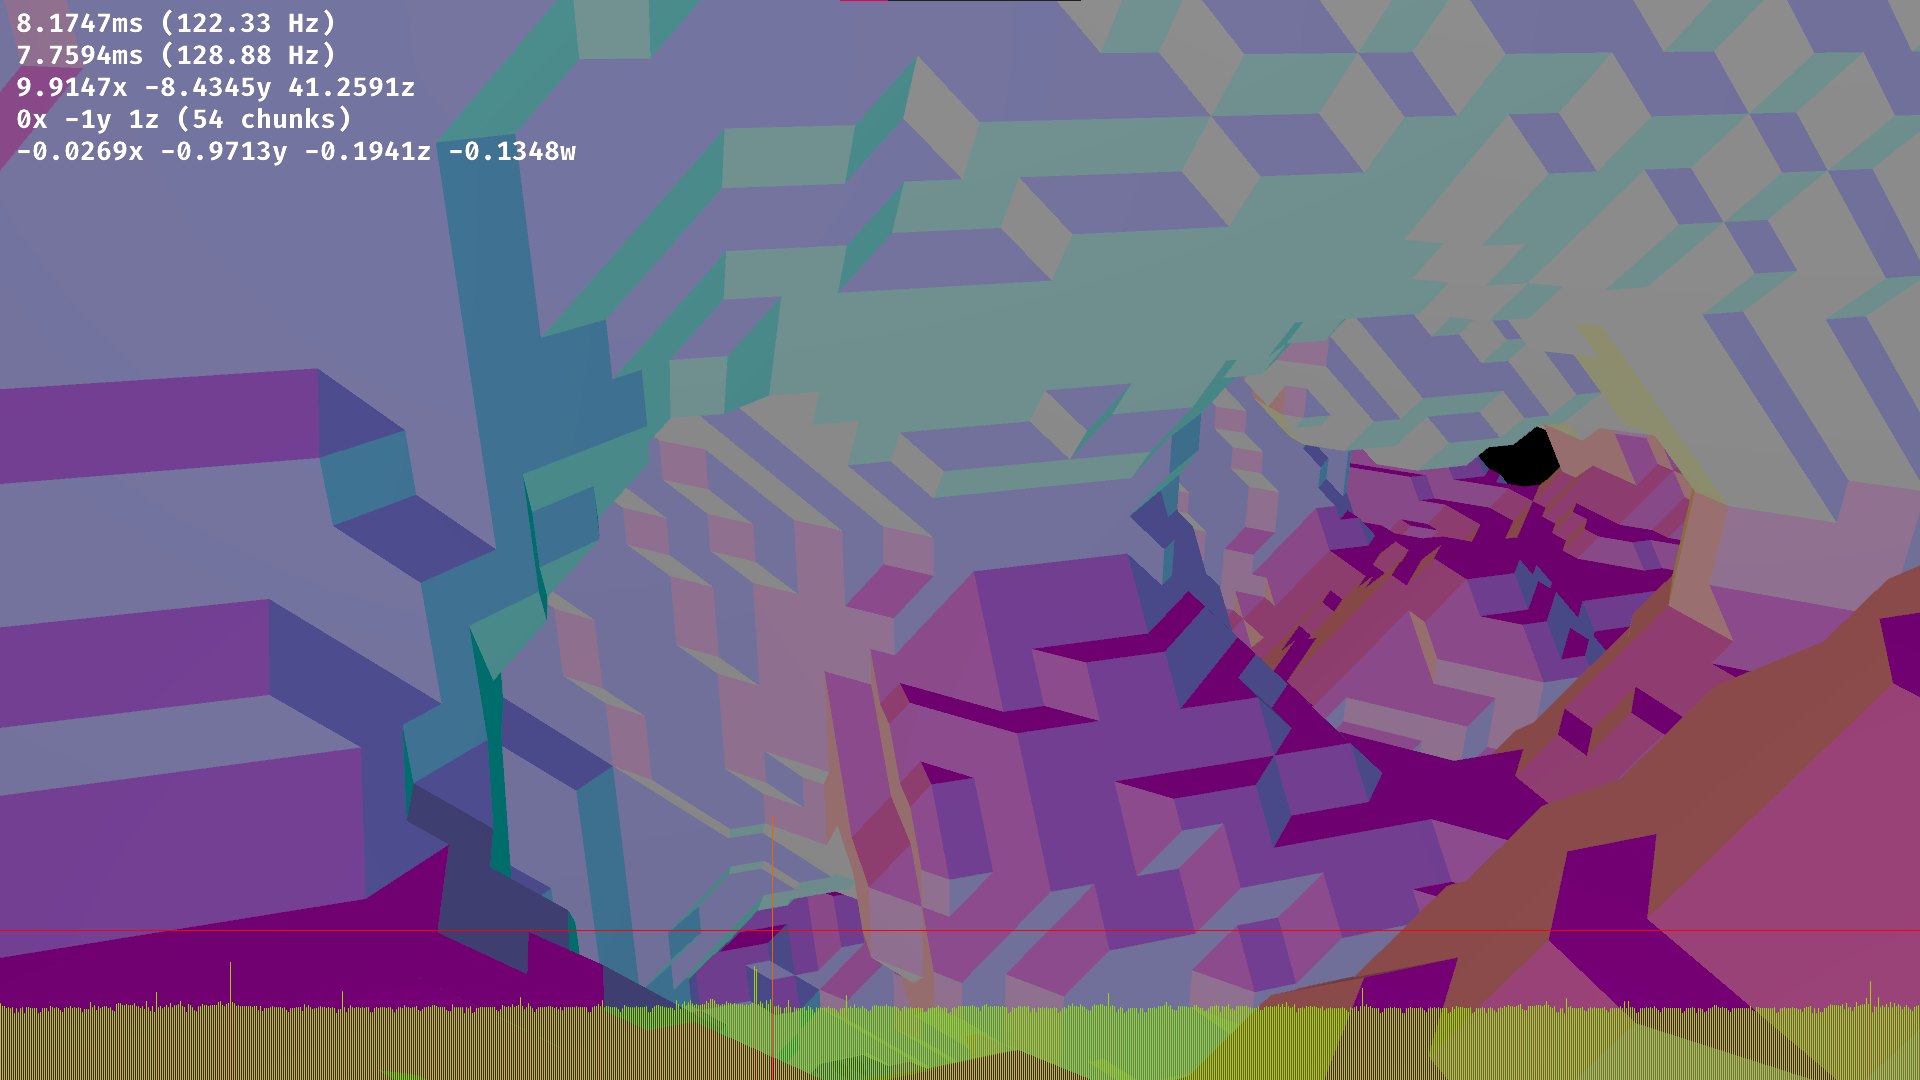 8.1747ms (122.33 Hz)
7.7594ms (128.88 Hz)
9.9147x -8.4345y 41.2591z
0x -1y 1z (54 chunks)
-0.0269x -0.9713y -0.1941z -0.1348w